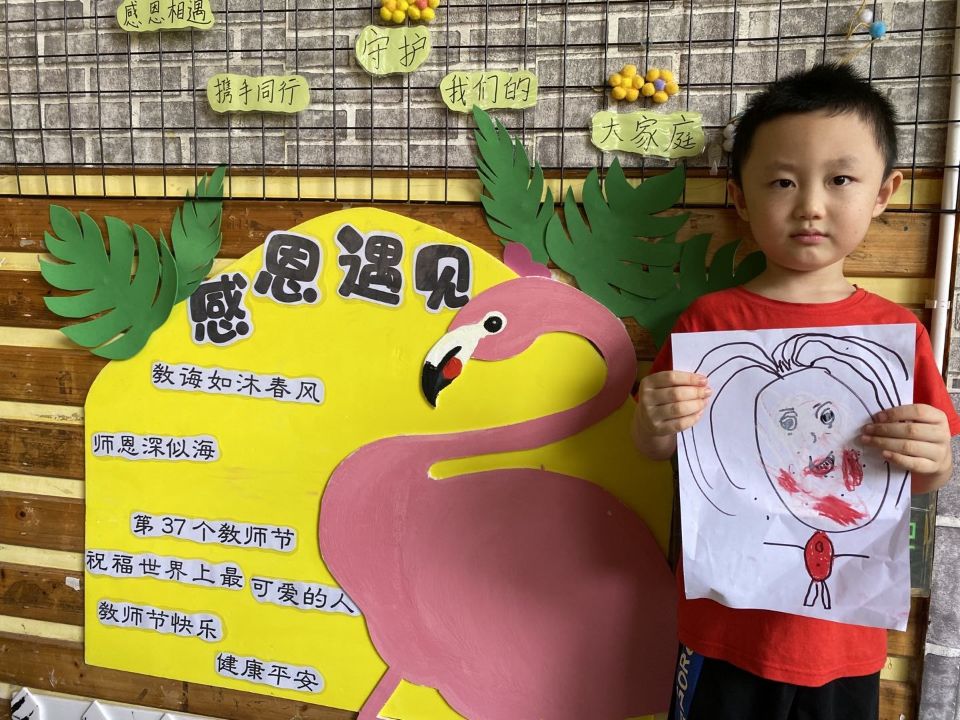 感恩相遇
守护
携手同行
我们的
大家庭
感恩遇见
教诲如沐春风
师恩深似海
第37个教师节
祝福世界上最可爱的人
教师节快乐
健康平安